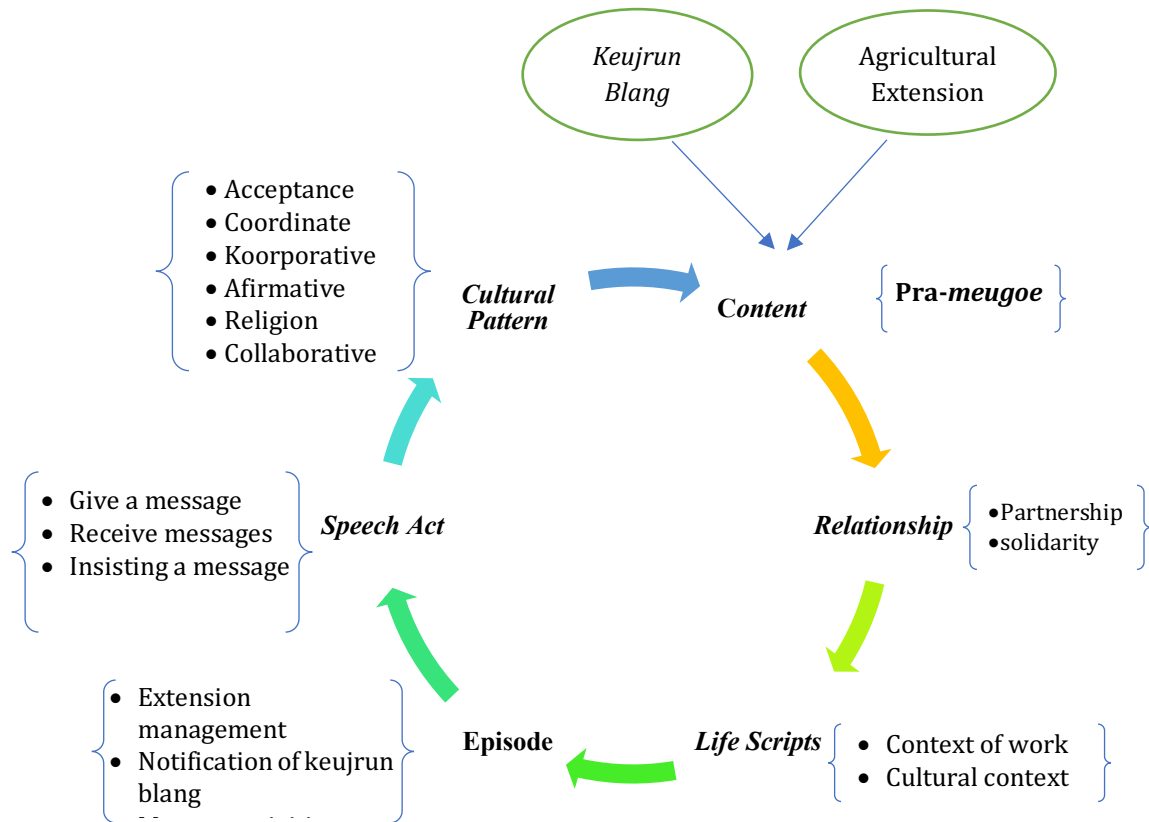 Keujrun
Blang
Agricultural
Extension
• Acceptance
• Coordinate
• Koorporative
• Afirmative
• Religion
• Collaborative
Cultural
Pattern
Content
Pra-meugoe
• Give a message
• Receive messages
• Insisting a message
Speech Act
Relationship
•Partnership
•solidarity
• Extension
management
• Notification of keujrun
blang
Episode
Life Scripts
• Context of work
• Cultural context